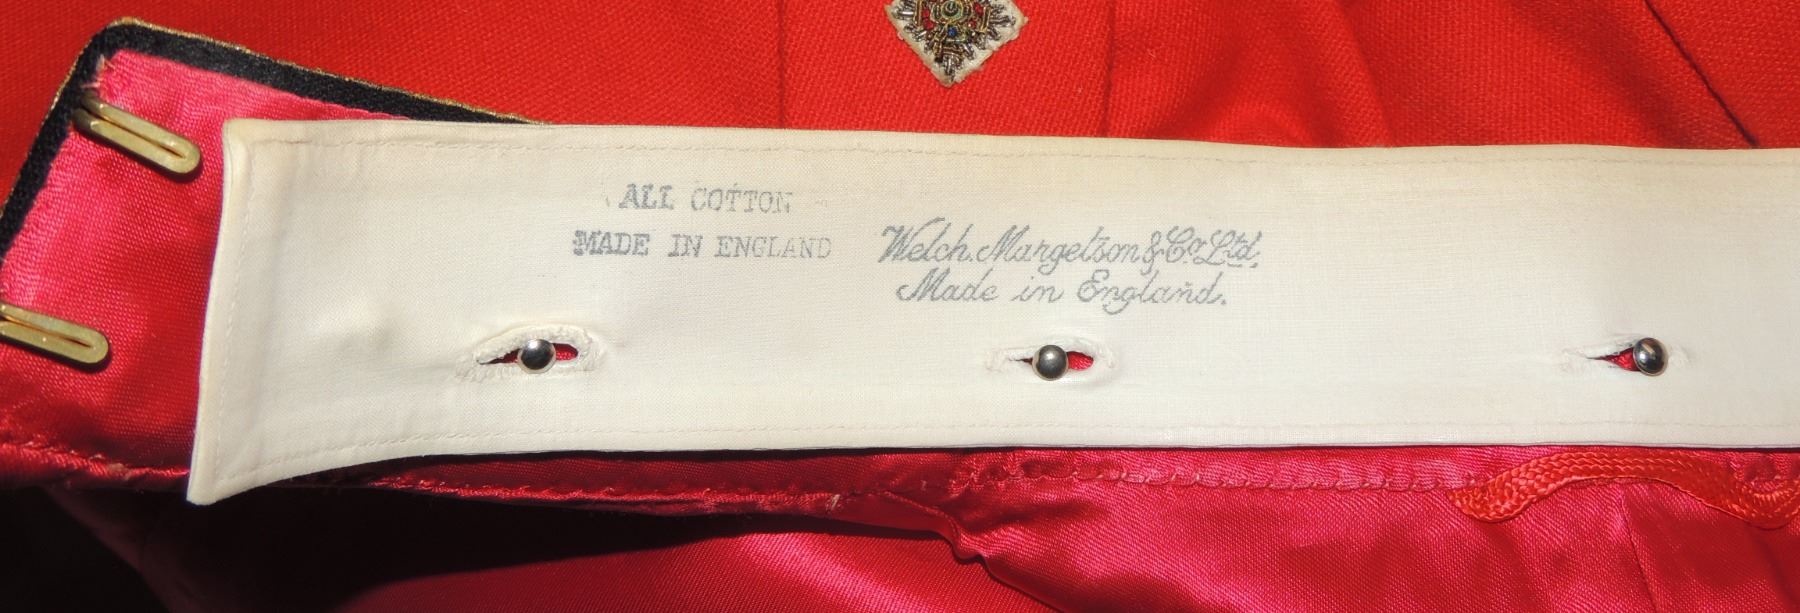 ALL COTTON
MADE IN ENGLAND
Welch. Margetson & Co. Ltd.
Made in England.